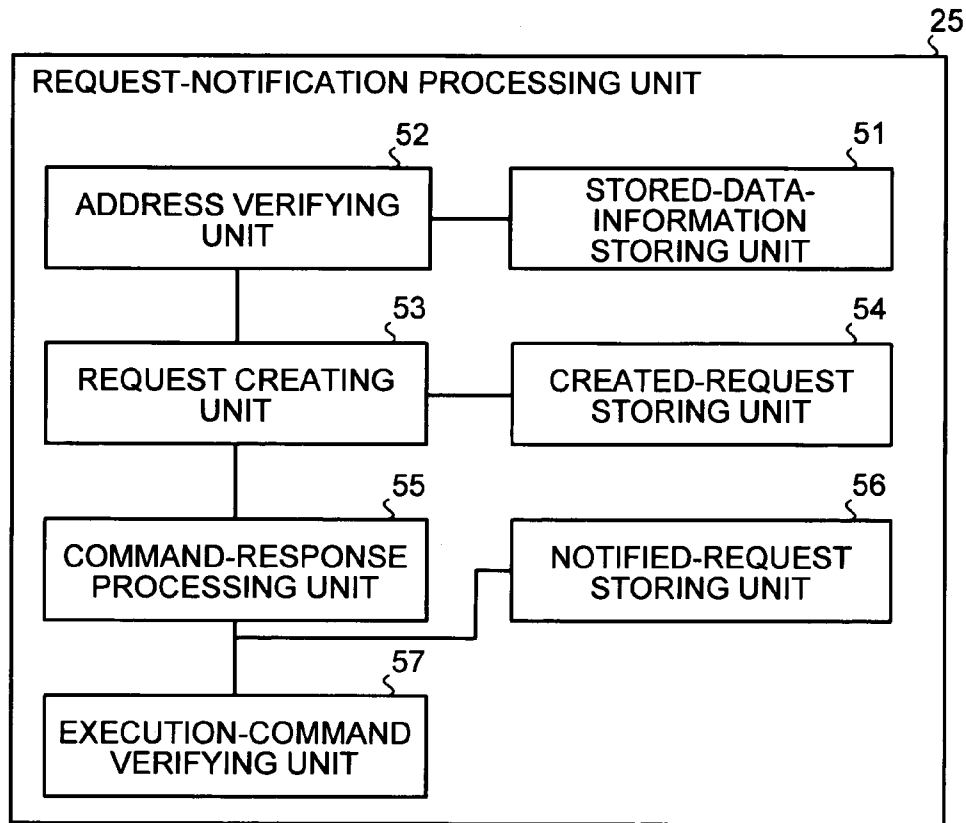 25
REQUEST-NOTIFICATION PROCESSING UNIT
52
ADDRESS VERIFYING
UNIT
51
STORED-DATA-
INFORMATION
STORING UNIT
53
REQUEST CREATING
UNIT
54
CREATED-REQUEST
STORING UNIT
55
COMMAND-RESPONSE
PROCESSING UNIT
56
NOTIFIED-REQUEST
STORING UNIT
57
EXECUTION-COMMAND
VERIFYING UNIT